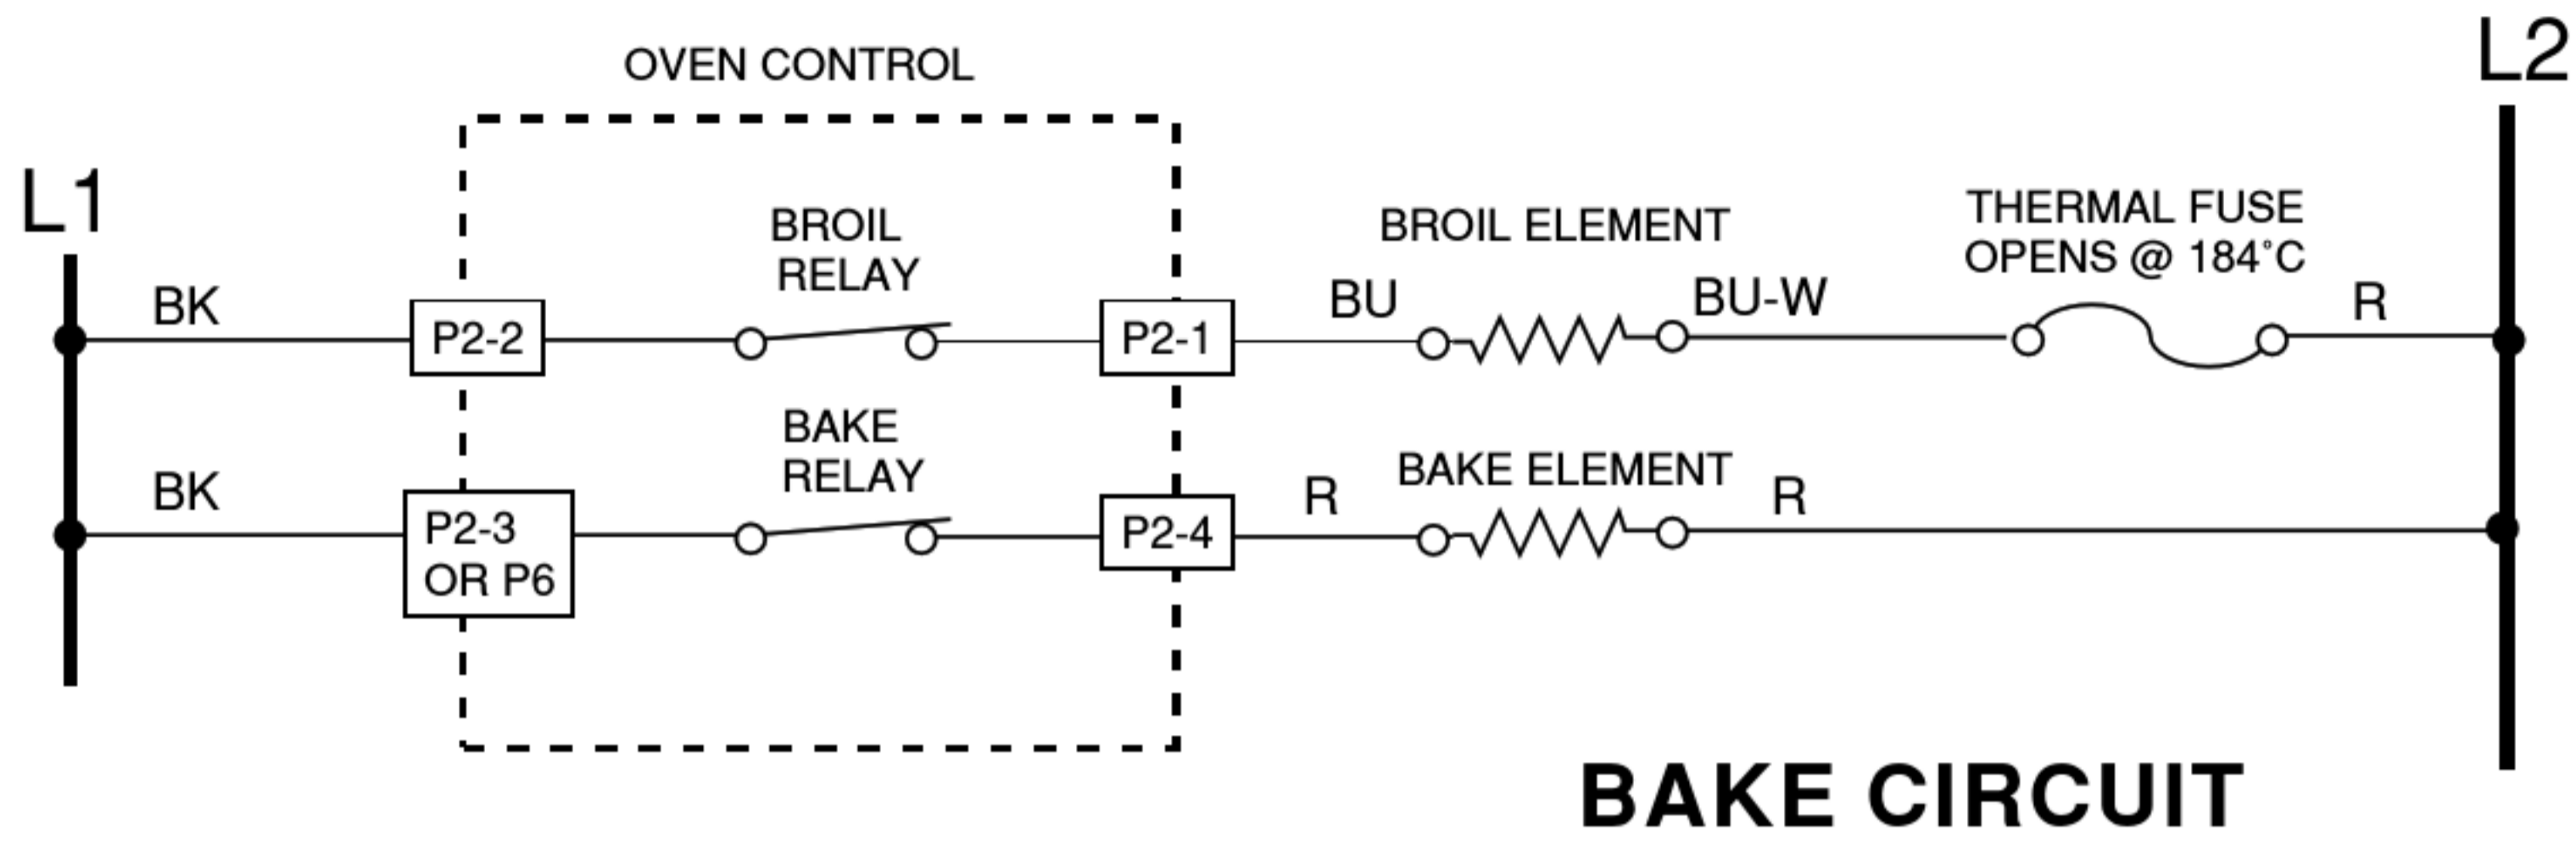 L2
OVEN CONTROL
L1
BROIL
RELAY
BROIL ELEMENT
THERMAL FUSE
OPENS @ 184°C
BK
P2-2
P2-1
BU
BU-W
R
BAKE
RELAY
BAKE ELEMENT
BK
P2-3
OR P6
P2-4
R
R
BAKE CIRCUIT